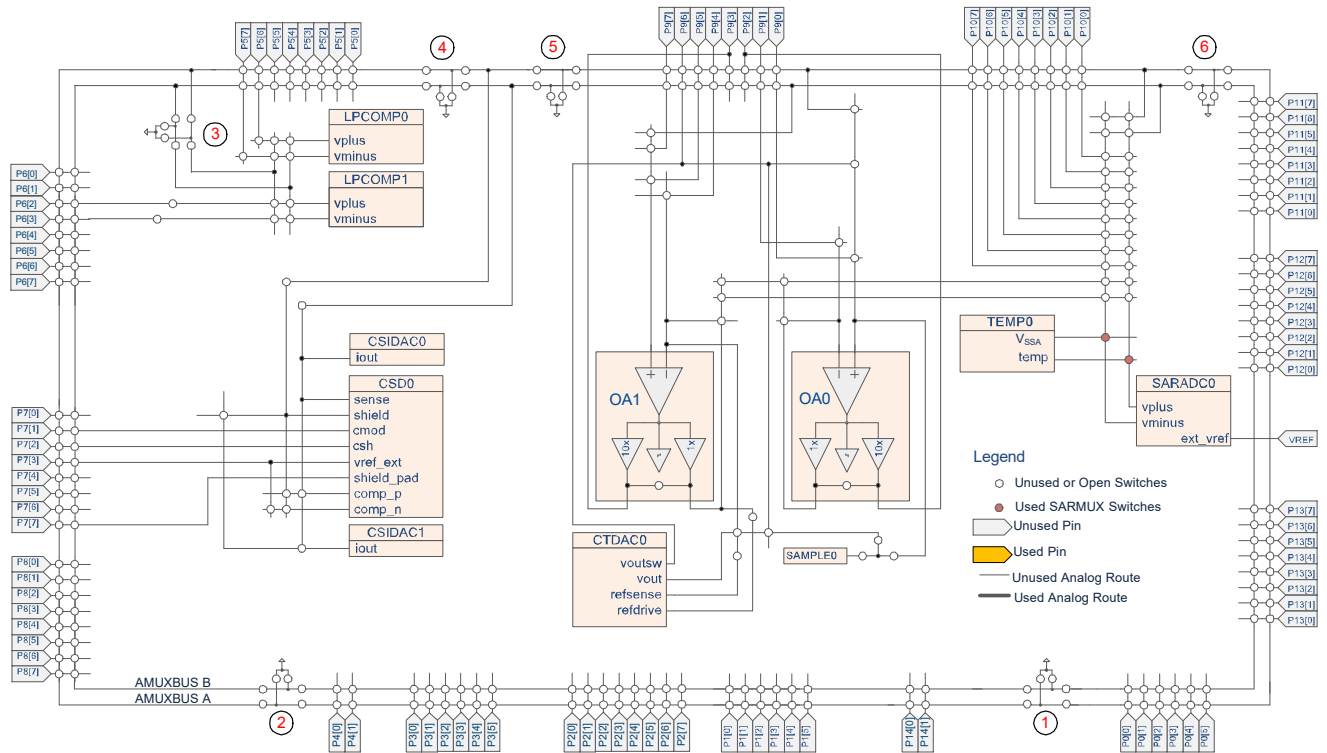 P5[7]
P5[6]
P5[5]
P5[4]
P5[3]
P5[2]
P5[1]
P5[0]
4
5
P9[7]
P9[6]
P9[5]
P9[4]
P9[3]
P9[2]
P9[1]
P9[0]
P10[7]
P10[6]
P10[5]
P10[4]
P10[3]
P10[2]
P10[1]
P10[0]
6
3
LPCOMP0
vplus
vminus
LPCOMP1
vplus
vminus
P6[0]
P6[1]
P6[2]
P6[3]
P6[4]
P6[5]
P6[6]
P6[7]
P11[7]
P11[6]
P11[5]
P11[4]
P11[3]
P11[2]
P11[1]
P11[0]
P12[7]
P12[6]
P12[5]
P12[4]
P12[3]
P12[2]
P12[1]
P12[0]
CSIDAC0
iout
CSD0
sense
shield
cmod
csh
vref_ext
shield_pad
comp_p
comp_n
CSIDAC1
iout
P7[0]
P7[1]
P7[2]
P7[3]
P7[4]
P7[5]
P7[6]
P7[7]
OA1
+
10x
1x
OA0
+
1x
10x
TEMP0
VSSA
temp
SARADC0
vplus
vminus
ext_vref
VREF
Legend
Unused or Open Switches
Used SARMUX Switches
Unused Pin
Used Pin
Unused Analog Route
Used Analog Route
CTDAC0
voutsw
vout
refsense
refdrive
SAMPLE0
P13[7]
P13[6]
P13[5]
P13[4]
P13[3]
P13[2]
P13[1]
P13[0]
P8[0]
P8[1]
P8[2]
P8[3]
P8[4]
P8[5]
P8[6]
P8[7]
AMUXBUS B
AMUXBUS A
2
1
P4[0]
P4[1]
P3[0]
P3[1]
P3[2]
P3[3]
P3[4]
P3[5]
P2[0]
P2[1]
P2[2]
P2[3]
P2[4]
P2[5]
P2[6]
P2[7]
P1[0]
P1[1]
P1[2]
P1[3]
P1[4]
P1[5]
P14[0]
P14[1]
P0[0]
P0[1]
P0[2]
P0[3]
P0[4]
P0[5]